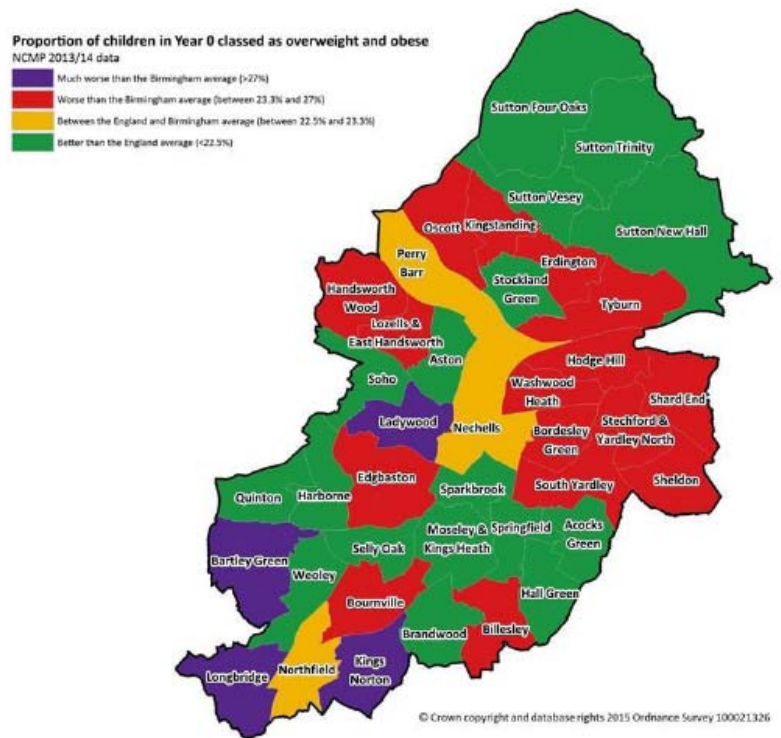 Proportion of children in Year 0 classed as overweight and obese
NCMP 2013/14 data
Much worse than the Birmingham average (>27%)
Worse than the Birmingham average (between 23.3% and 27%)
Between the England and Birmingham average (between 22.5% and 23.3%)
Better than the England average (<22.5%)
Sutton Four Oaks
Sutton Trinity
Sutton Vesey
Sutton New Hall
Oscott
Kingstanding
Perry
Barr
Erdington
Stockland
Green
Tyburn
Handsworth
Wood
Lozells &
East Handsworth
Aston
Hodge Hill
Soho
Washwood
Heath
Shard End
Ladywood
Nechells
Bordesley
Green
Stechford &
Yardley North
Edgbaston
Sparkbrook
South Yardley
Sheldon
Quinton
Harborne
Moseley &
Kings Heath
Springfield
Acocks
Green
Bartley Green
Selly Oak
Weoley
Hall Green
Bournville
Brandwood
Billesley
Longbridge
Northfield
Kings
Norton
© Crown copyright and database rights 2015 Ordnance Survey 100021326